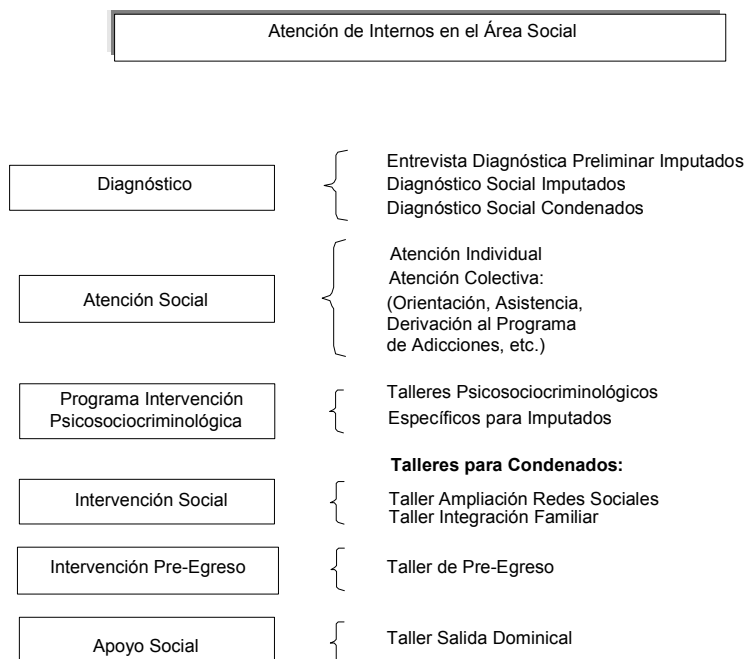 Atención de Internos en el Área Social
Diagnóstico
Entrevista Diagnóstica Preliminar Imputados
Diagnóstico Social Imputados
Diagnóstico Social Condenados
Atención Social
Atención Individual
Atención Colectiva:
(Orientación, Asistencia,
Derivación al Programa
de Adicciones, etc.)
Programa Intervención
Psicosociocriminológica
Talleres Psicosociocriminológicos
Específicos para Imputados
Talleres para Condenados:
Intervención Social
Taller Ampliación Redes Sociales
Taller Integración Familiar
Intervención Pre-Egreso
Taller de Pre-Egreso
Apoyo Social
Taller Salida Dominical